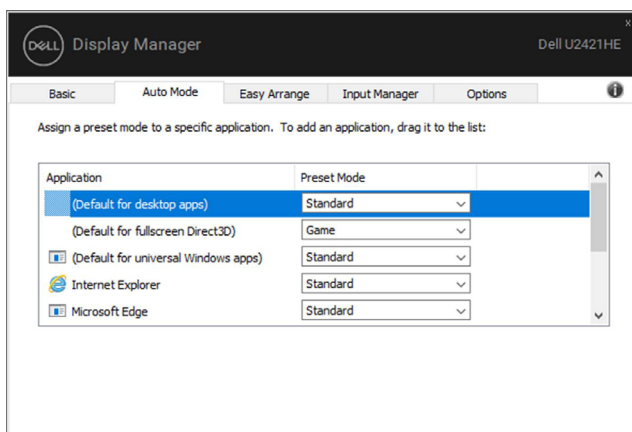 x
DELL Display Manager Dell U2421HE
Basic Auto Mode Easy Arrange Input Manager Options i
Assign a preset mode to a specific application. To add an application, drag it to the list:
Application Preset Mode
(Default for desktop apps) Standard
(Default for fullscreen Direct3D) Game
(Default for universal Windows apps) Standard
Internet Explorer Standard
Microsoft Edge Standard